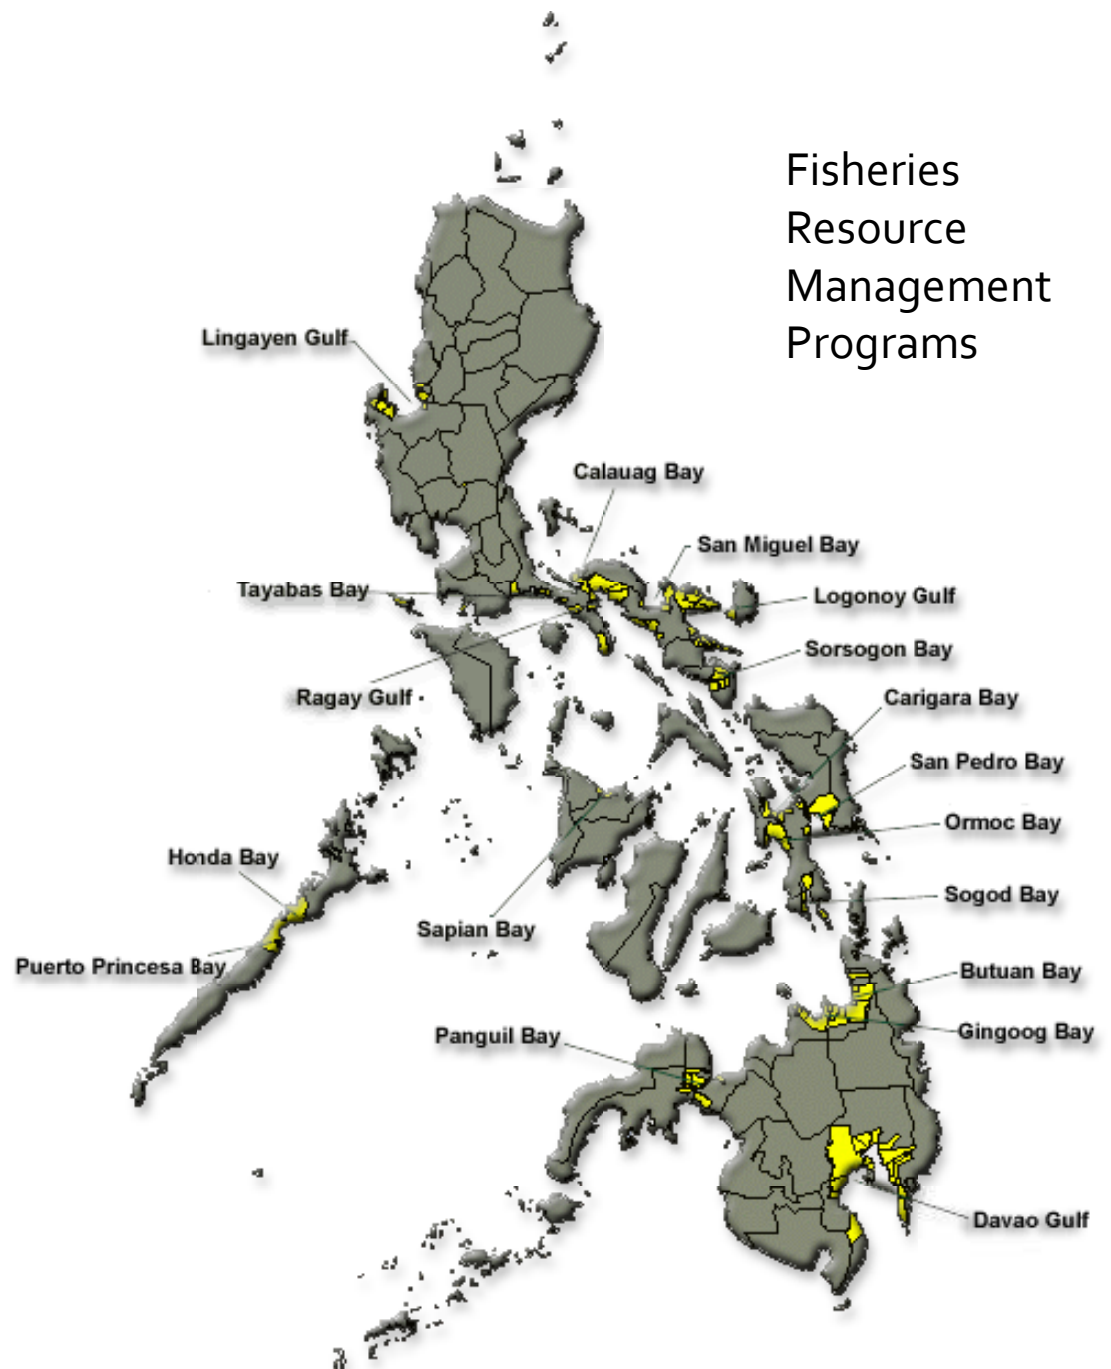 Fisheries
Resource
Management
Programs
Lingayen Gulf
Calauag Bay
San Miguel Bay
Tayabas Bay
Logonoy Gulf
Sorsogon Bay
Ragay Gulf
Carigara Bay
San Pedro Bay
Ormoc Bay
Honda Bay
Sogod Bay
Sapian Bay
Puerto Princesa Bay
Butuan Bay
Gingoog Bay
Panguil Bay
Davao Gulf